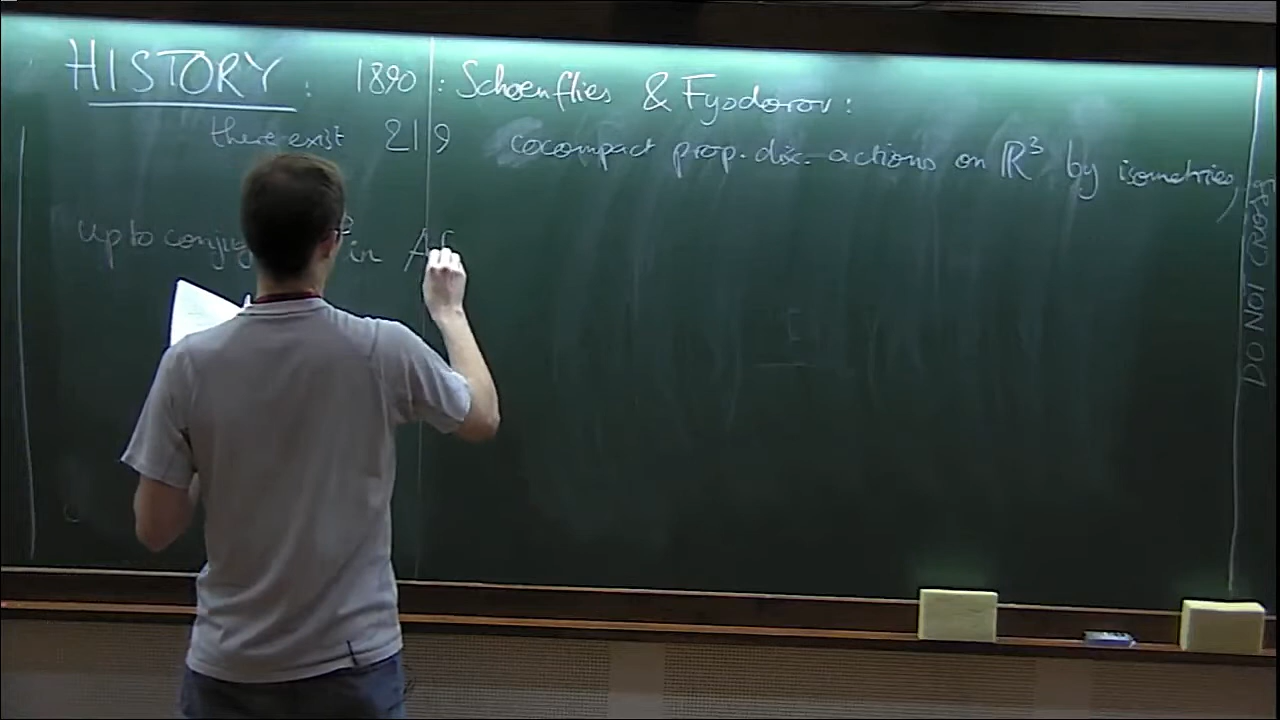 HISTORY: 1890: Schoenflies & Fyodorov:
there exist 219 cocompact prop. disc. actions on ℝ³ by isometries,
up to in Af
DO NOT CROSS